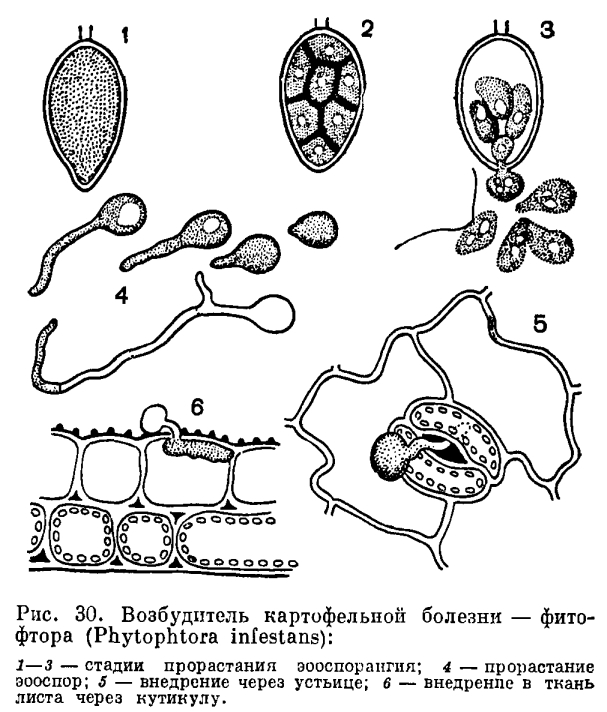 1
2
3
4
5
6
Рис. 30. Возбудитель картофельной болезни — фито-
фтора (Phytophtora infestans):
1—3 — стадии прорастания зооспорангия; 4 — прорастание
зооспор; 5 — внедрение через устьице; 6 — внедрение в ткань
листа через кутикулу.